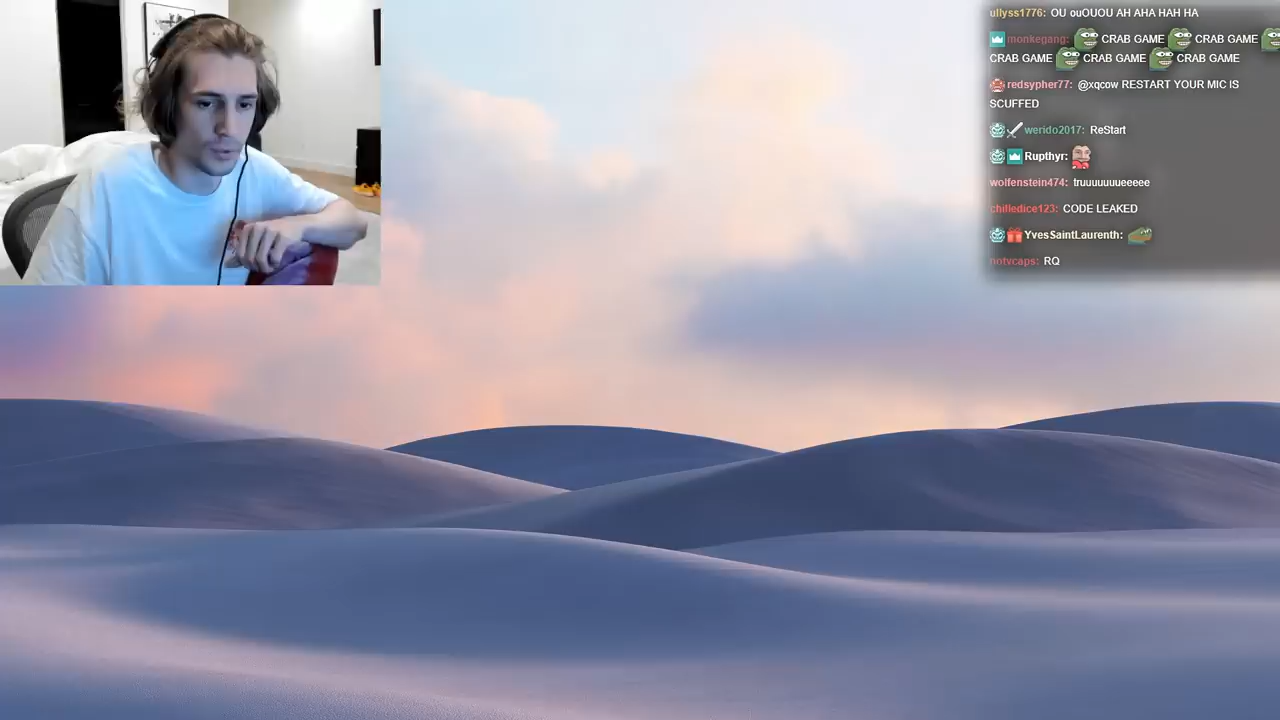 ullyss1776: OU ouOUOU AH AHA HAH HA
monkegang: CRAB GAME CRAB GAME
CRAB GAME CRAB GAME CRAB GAME
redsypher77: @xqcow RESTART YOUR MIC IS
SCUFFED
werido2017: ReStart
Rupthyr:
wolfenstein474: truuuuuuueeeee
chilledice123: CODE LEAKED
YvesSaintLaurenth:
notvcaps: RQ